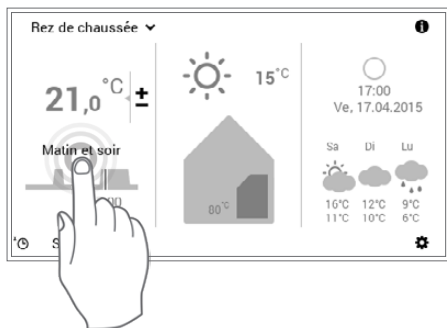 Rez de chaussée
21,0 °C ±
Matin et soir
15°C
80°C
17:00
Ve, 17.04.2015
Sa Di Lu
16°C 12°C 9°C
11°C 10°C 6°C